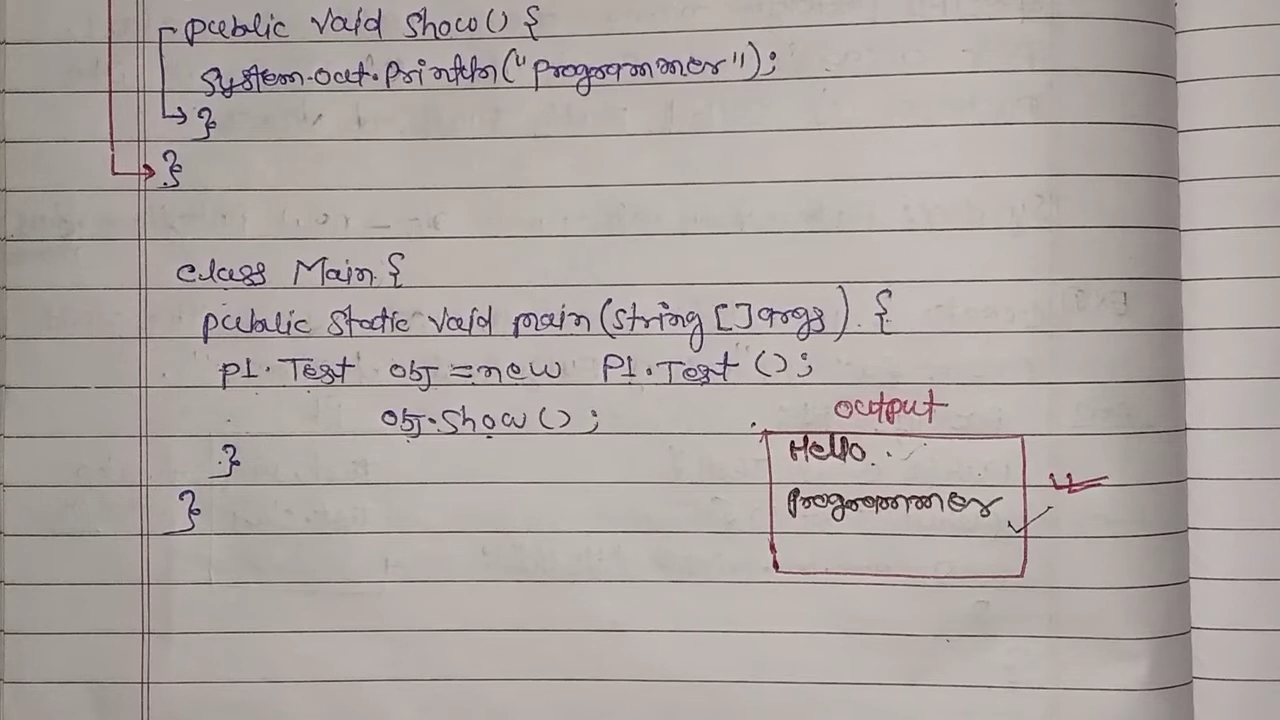 public void show() {
System.out.println("Programmer");
}
}
class Main {
public static void main(string [] args) {
p1.Test obj = new P1.Test ();
obj.show ();
}
}
output
Hello.
programmer